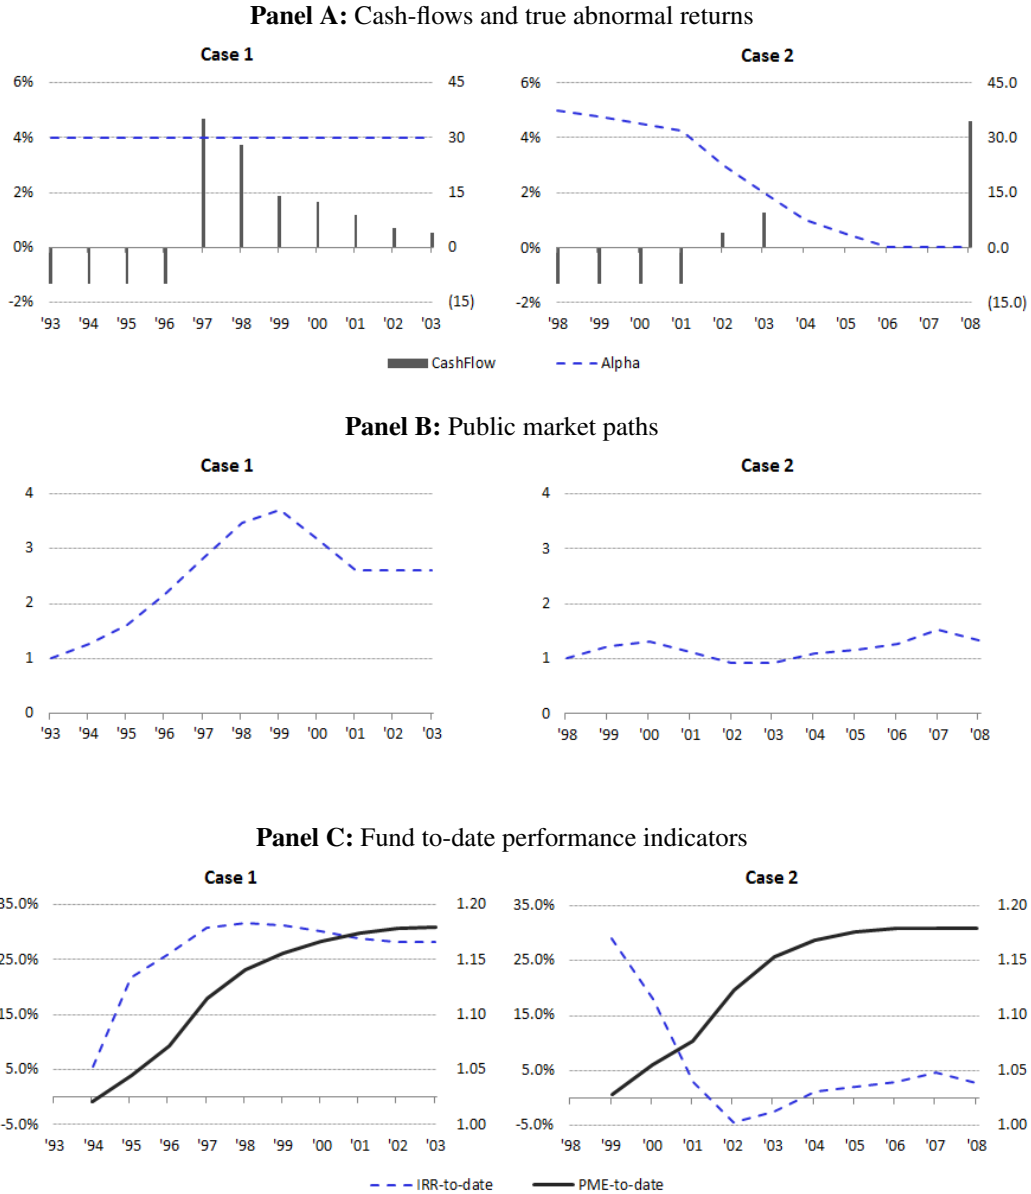 Panel A: Cash-flows and true abnormal returns
Case 1
Case 2
6%
4%
2%
0%
-2%
45
30
15
0
(15)
'93 '94 '95 '96 '97 '98 '99 '00 '01 '02 '03
6%
4%
2%
0%
-2%
45.0
30.0
15.0
0.0
(15.0)
'98 '99 '00 '01 '02 '03 '04 '05 '06 '07 '08
CashFlow Alpha
Panel B: Public market paths
Case 1
Case 2
4
3
2
1
0
'93 '94 '95 '96 '97 '98 '99 '00 '01 '02 '03
4
3
2
1
0
'98 '99 '00 '01 '02 '03 '04 '05 '06 '07 '08
Panel C: Fund to-date performance indicators
Case 1
Case 2
35.0%
25.0%
15.0%
5.0%
-5.0%
1.20
1.15
1.10
1.05
1.00
'93 '94 '95 '96 '97 '98 '99 '00 '01 '02 '03
35.0%
25.0%
15.0%
5.0%
-5.0%
1.20
1.15
1.10
1.05
1.00
'98 '99 '00 '01 '02 '03 '04 '05 '06 '07 '08
IRR-to-date PME-to-date